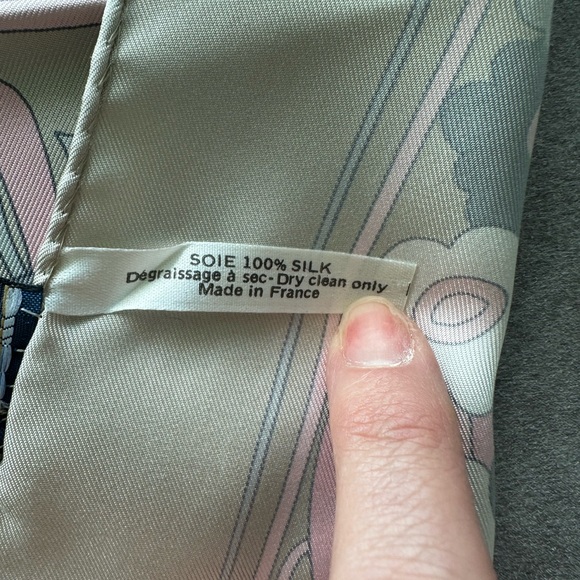 SOIE 100% SILK
Dégraissage à sec-Dry clean only
Made in France